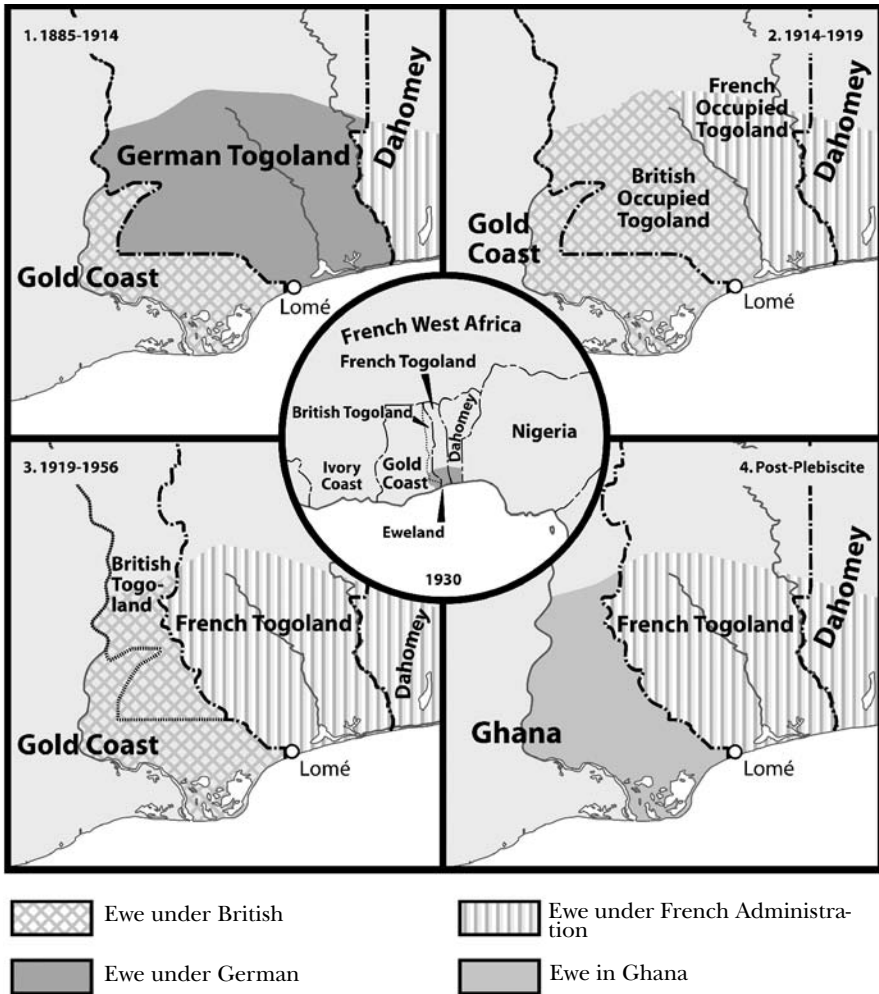 1. 1885-1914
Dahomey
German Togoland
Gold Coast
Lomé
2. 1914-1919
French
Occupied
Togoland
Dahomey
British
Occupied
Togoland
Gold
Coast
Lomé
French West Africa
French Togoland
British Togoland
Dahomey
Nigeria
Ivory
Coast
Gold
Coast
Eweland
1930
3. 1919-1956
British
Togo-
land
French Togoland
Dahomey
Gold Coast
Lomé
4. Post-Plebiscite
Dahomey
French Togoland
Ghana
Lomé
Ewe under British
Ewe under French Administra-
tion
Ewe under German
Ewe in Ghana